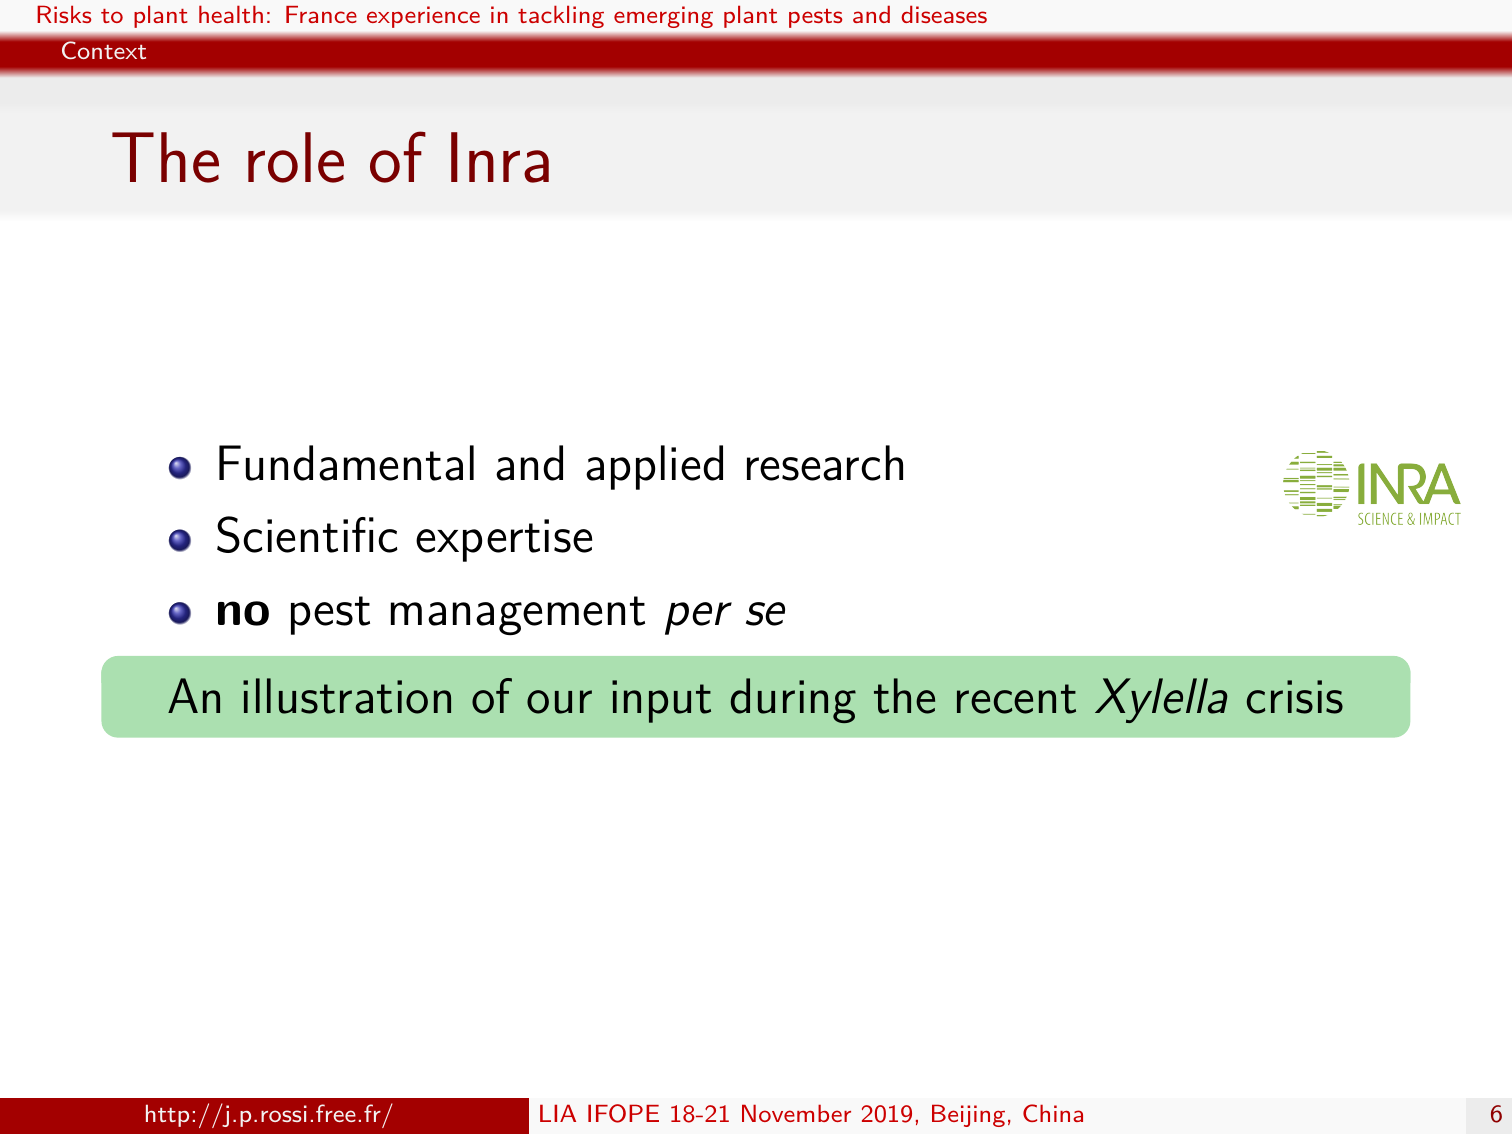 Risks to plant health: France experience in tackling emerging plant pests and diseases
Context
The role of Inra
Fundamental and applied research
Scientific expertise
no pest management per se
INRA
SCIENCE & IMPACT
An illustration of our input during the recent Xylella crisis
http://j.p.rossi.free.fr/
LIA IFOPE 18-21 November 2019, Beijing, China
6